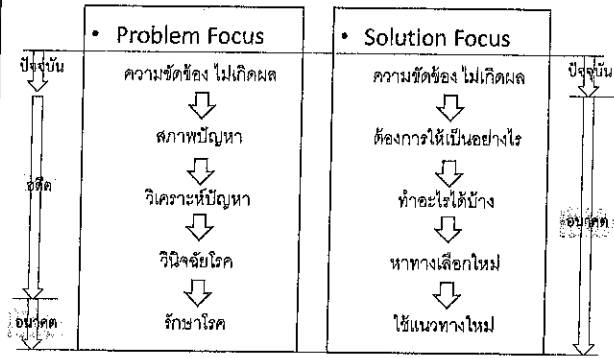 • Problem Focus
• Solution Focus
ปัจจุบัน
ความขัดข้อง ไม่เกิดผล
ความขัดข้อง ไม่เกิดผล
ปัจจุบัน
สภาพปัญหา
ต้องการให้เป็นอย่างไร
อดีต
วิเคราะห์ปัญหา
ทำอะไรได้บ้าง
อนาคต
วินิจฉัยโรค
หาทางเลือกใหม่
อนาคต
รักษาโรค
ใช้แนวทางใหม่